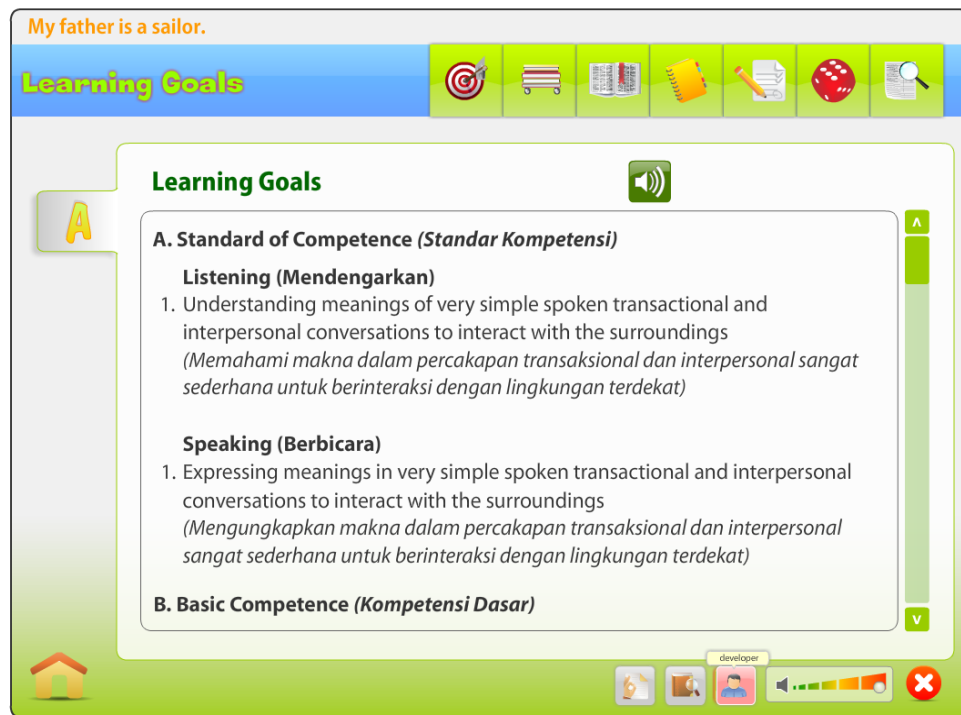 My father is a sailor.
Learning Goals
A
Learning Goals
A. Standard of Competence (Standar Kompetensi)
Listening (Mendengarkan)
1. Understanding meanings of very simple spoken transactional and
interpersonal conversations to interact with the surroundings
(Memahami makna dalam percakapan transaksional dan interpersonal sangat
sederhana untuk berinteraksi dengan lingkungan terdekat)
Speaking (Berbicara)
1. Expressing meanings in very simple spoken transactional and interpersonal
conversations to interact with the surroundings
(Mengungkapkan makna dalam percakapan transaksional dan interpersonal
sangat sederhana untuk berinteraksi dengan lingkungan terdekat)
B. Basic Competence (Kompetensi Dasar)
developer